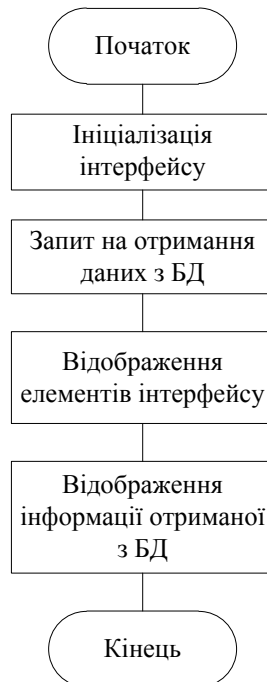 Початок
Ініціалізація
інтерфейсу
Запит на отримання
даних з БД
Відображення
елементів інтерфейсу
Відображення
інформації отриманої
з БД
Кінець